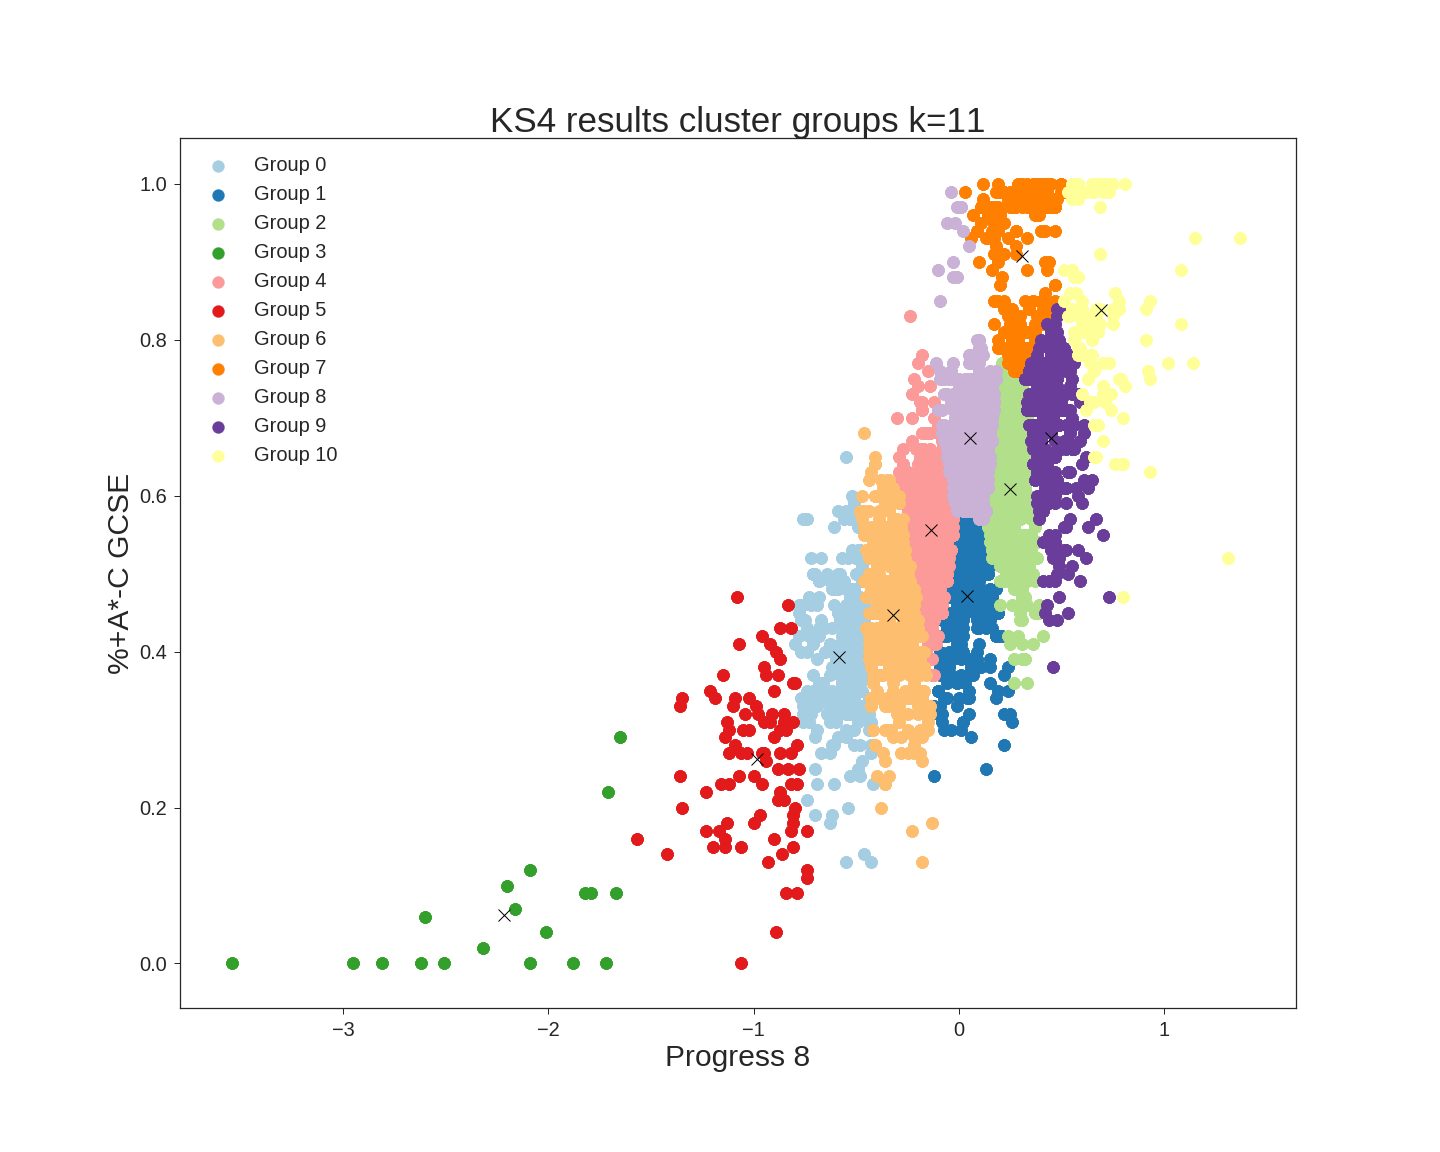 KS4 results cluster groups k=11
Group 0
Group 1
Group 2
Group 3
Group 4
Group 5
Group 6
Group 7
Group 8
Group 9
Group 10
1.0
0.8
0.6
0.4
0.2
0.0
%+A*-C GCSE
−3 −2 −1 0 1
Progress 8